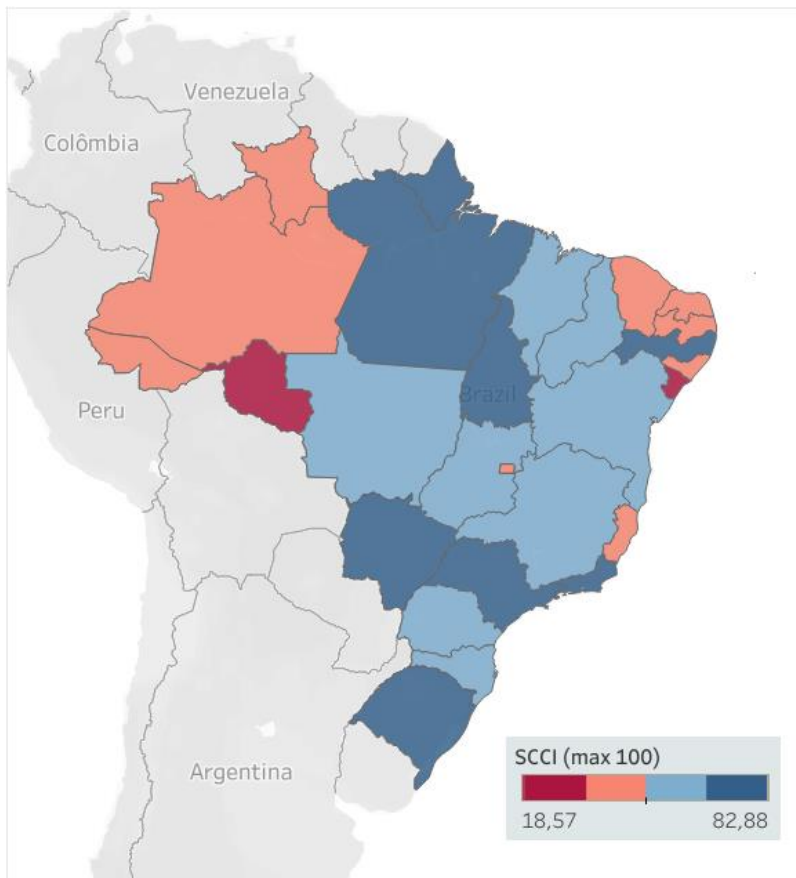 Venezuela
Colômbia
Peru
Brazil
Argentina
SCCI (max 100)
18,57 82,88